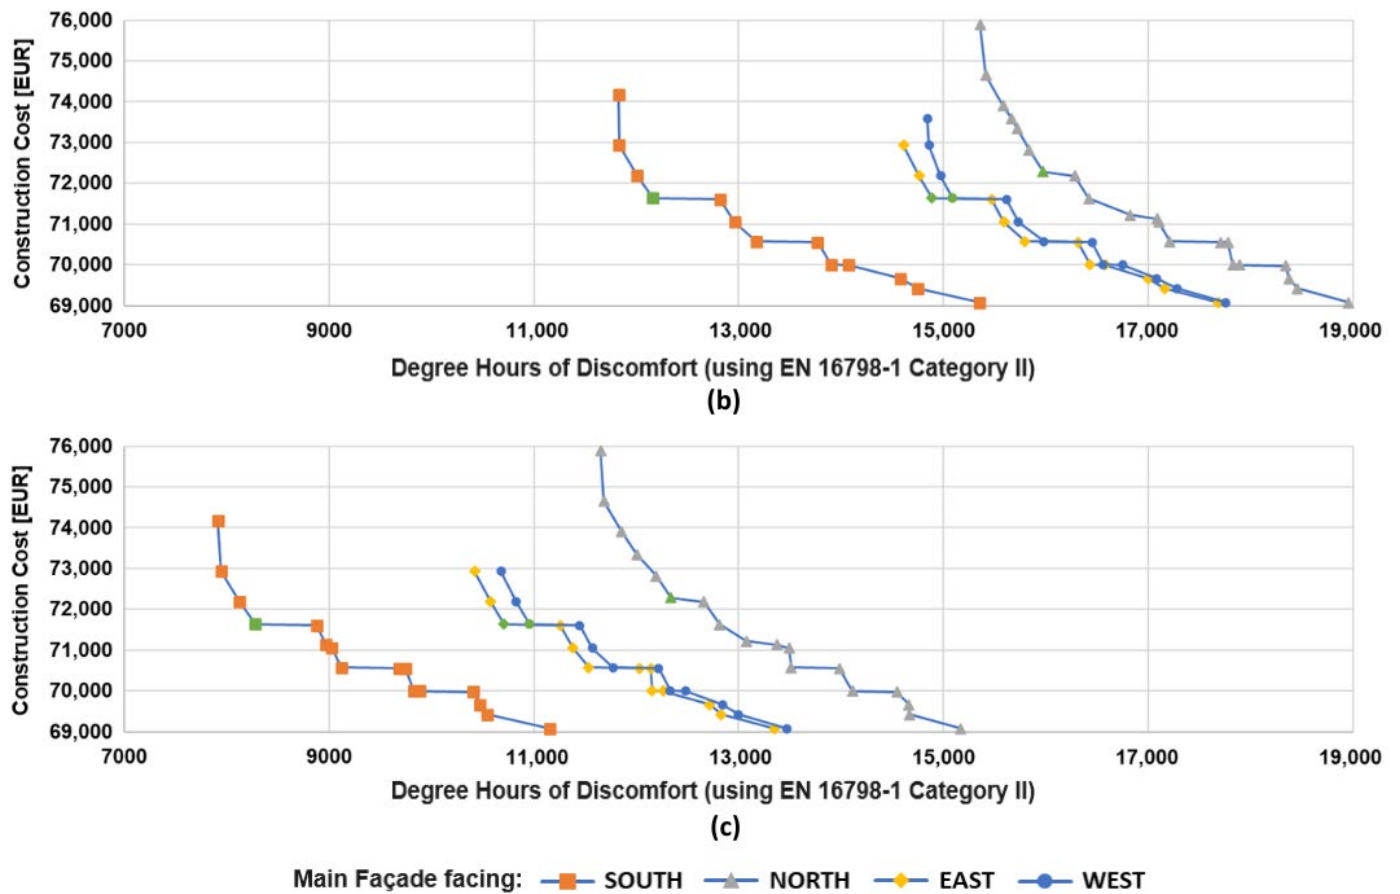 Construction Cost [EUR]
76,000
75,000
74,000
73,000
72,000
71,000
70,000
69,000
7000 9000 11,000 13,000 15,000 17,000 19,000
Degree Hours of Discomfort (using EN 16798-1 Category II)
(b)
Construction Cost [EUR]
76,000
75,000
74,000
73,000
72,000
71,000
70,000
69,000
7000 9000 11,000 13,000 15,000 17,000 19,000
Degree Hours of Discomfort (using EN 16798-1 Category II)
(c)
Main Façade facing: SOUTH NORTH EAST WEST